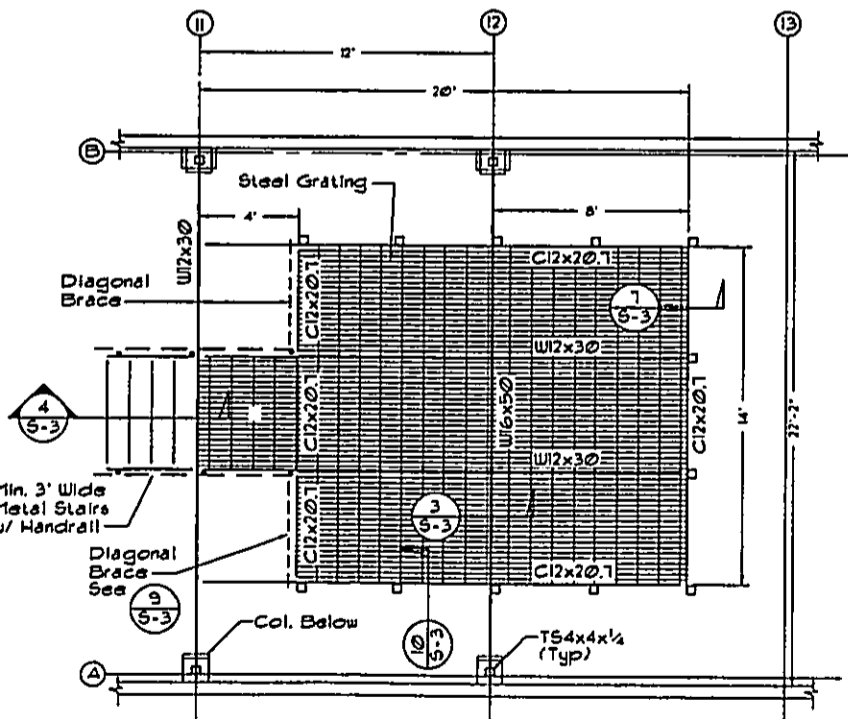 11
12
13
12'
20'
B
Steel Grating
4'
8'
W12x30
C12x20.7
Diagonal
Brace
C12x20.7
7
S-3
W12x30
4
S-3
C12x20.7
W16x50
C12x20.7
14'
22'-2"
W12x30
Min. 3' Wide
Metal Stairs
w/ Handrail
C12x20.7
3
S-3
Diagonal
Brace
See
9
S-3
C12x20.7
Col. Below
10
S-3
TS4x4x1/4
(Typ)
A